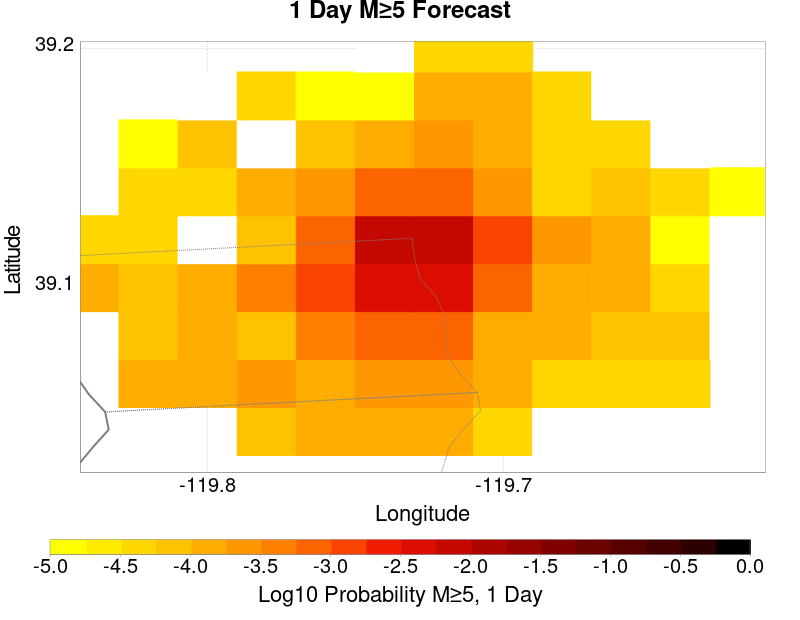 1 Day M≥5 Forecast
39.2
39.1
Latitude
-119.8 -119.7
Longitude
-5.0 -4.5 -4.0 -3.5 -3.0 -2.5 -2.0 -1.5 -1.0 -0.5 0.0
Log10 Probability M≥5, 1 Day